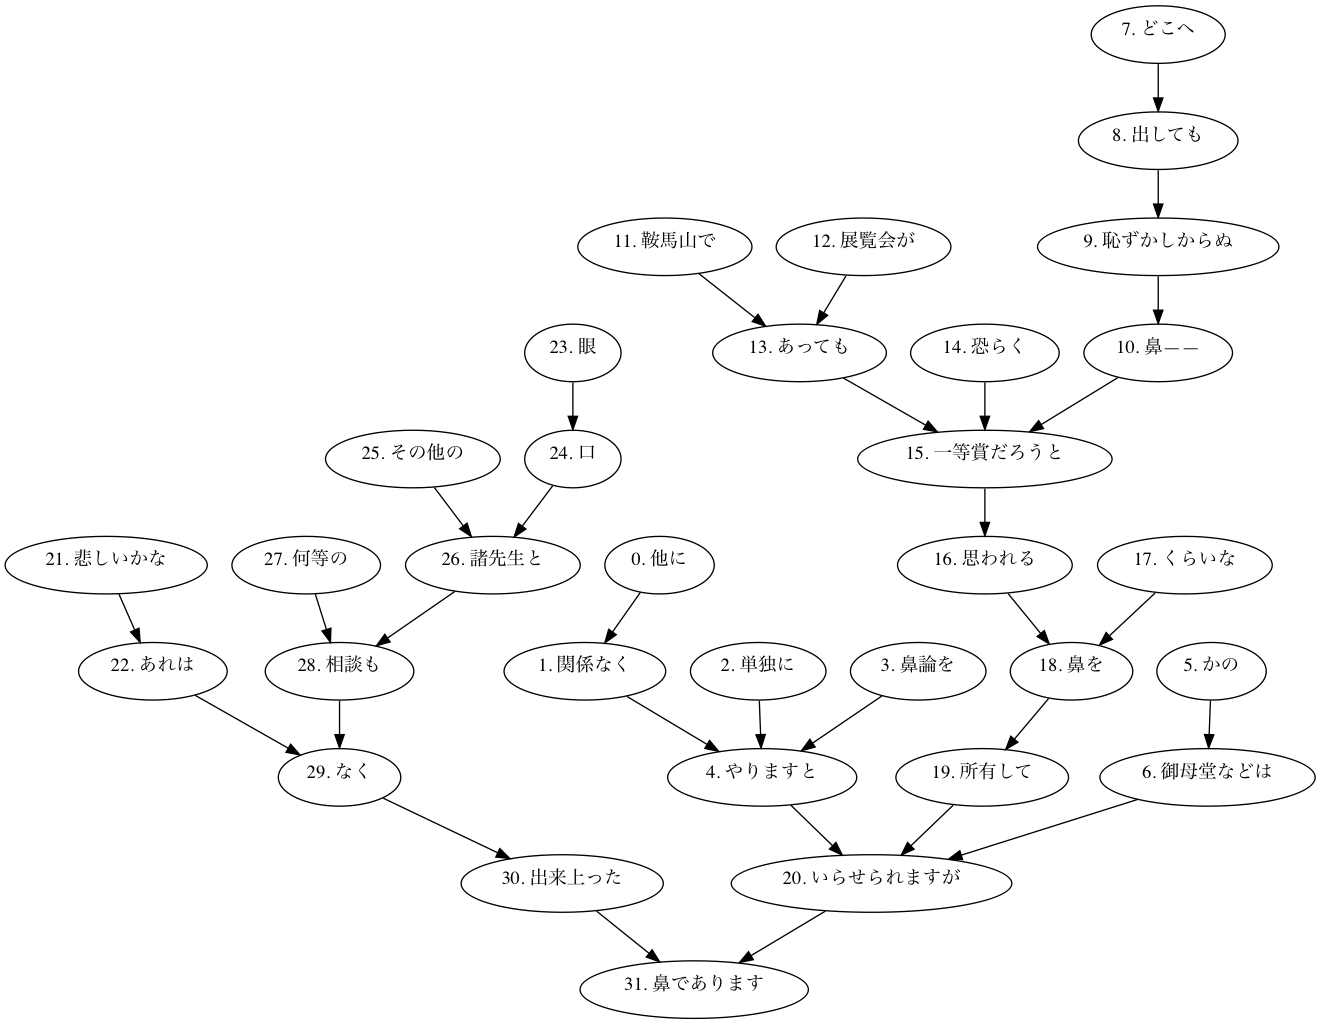 7. どこへ
8. 出しても
11. 鞍馬山で
12. 展覧会が
9. 恥ずかしからぬ
23. 眼
13. あっても
14. 恐らく
10. 鼻——
25. その他の
24. 口
15. 一等賞だろうと
21. 悲しいかな
27. 何等の
26. 諸先生と
0. 他に
16. 思われる
17. くらいな
22. あれは
28. 相談も
1. 関係なく
2. 単独に
3. 鼻論を
18. 鼻を
5. かの
29. なく
4. やりますと
19. 所有して
6. 御母堂などは
30. 出来上った
20. いらせられますが
31. 鼻であります